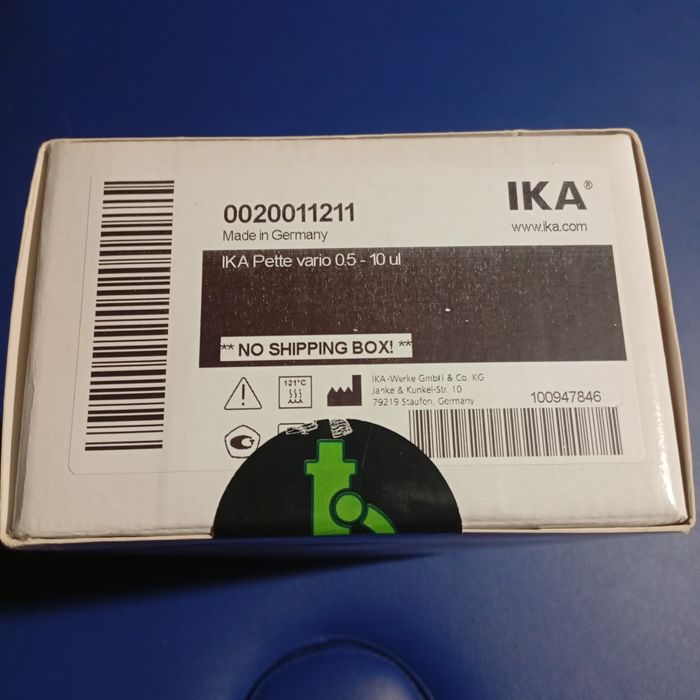 0020011211
Made in Germany
IKA®
www.ika.com
IKA Pette vario 0.5 - 10 ul
** NO SHIPPING BOX! **
121°C
IKA-Werke GmbH & Co. KG
Janke & Kunkel-Str. 10
79219 Staufen, Germany
100947846